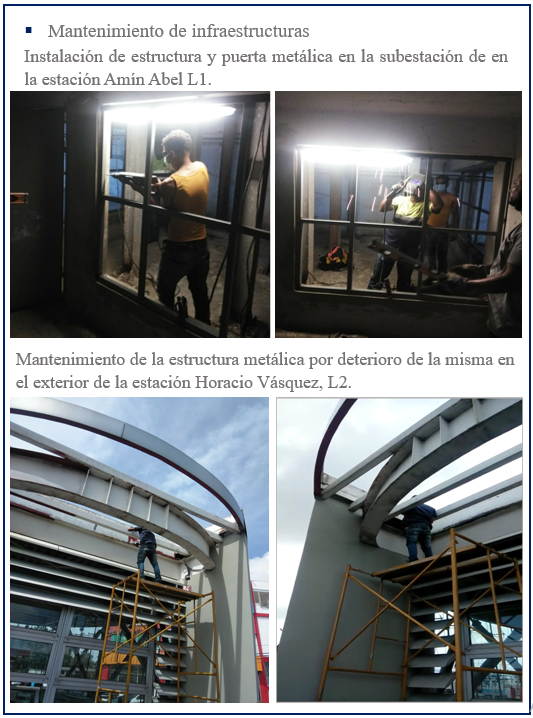 ▪ Mantenimiento de infraestructuras
Instalación de estructura y puerta metálica en la subestación de en
la estación Amín Abel L1.
Mantenimiento de la estructura metálica por deterioro de la misma en
el exterior de la estación Horacio Vásquez, L2.